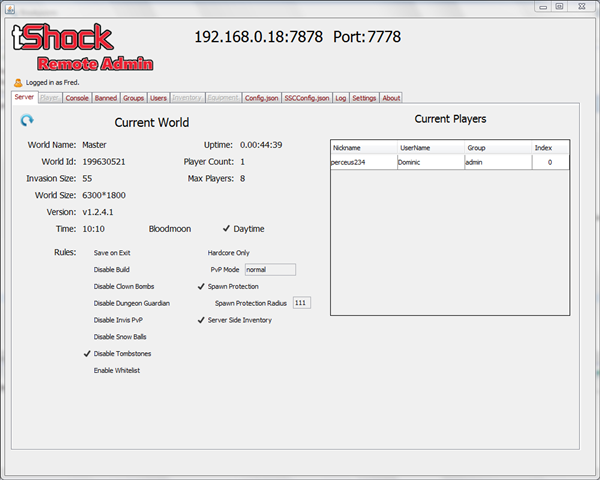 tShock
Remote Admin
192.168.0.18:7878 Port:7778
Logged in as Fred.
Server Player Console Banned Groups Users Inventory Equipment Config.json SSCConfig.json Log Settings About
Current World
World Name: Master Uptime: 0.00:44:39
World Id: 199630521 Player Count: 1
Invasion Size: 55 Max Players: 8
World Size: 6300*1800
Version: v1.2.4.1
Time: 10:10 Bloodmoon Daytime
Rules: Save on Exit Hardcore Only
Disable Build PvP Mode normal
Disable Clown Bombs Spawn Protection
Disable Dungeon Guardian Spawn Protection Radius 111
Disable Invis PvP Server Side Inventory
Disable Snow Balls
Disable Tombstones
Enable Whitelist
Current Players
Nickname UserName Group Index
perceus234 Dominic admin 0